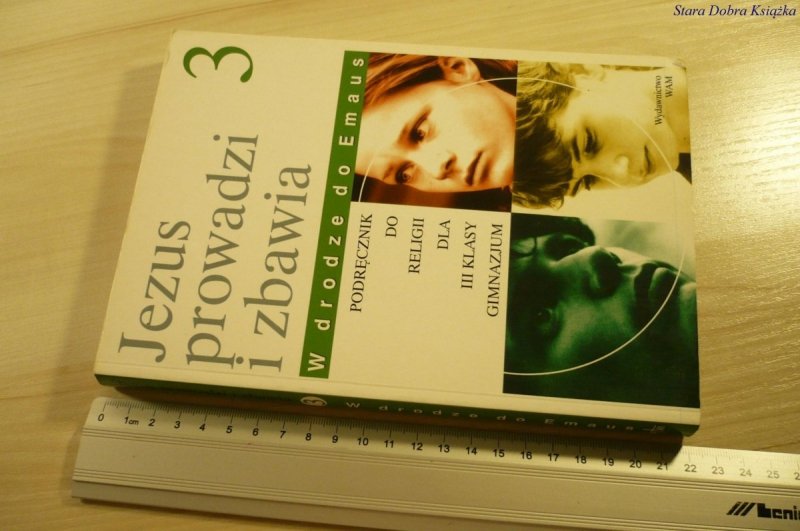 Stara Dobra Książka
Jezus
prowadzi
i zbawia
3
W drodze do Emaus
PODRĘCZNIK
DO
RELIGII
DLA
III KLASY
GIMNAZJUM
Wydawnictwo
WAM
W drodze do Emaus
0 1cm 2 3 4 5 6 7 8 9 10 11 12 13 14 15 16 17 18 19 20 21 22 23 24 25